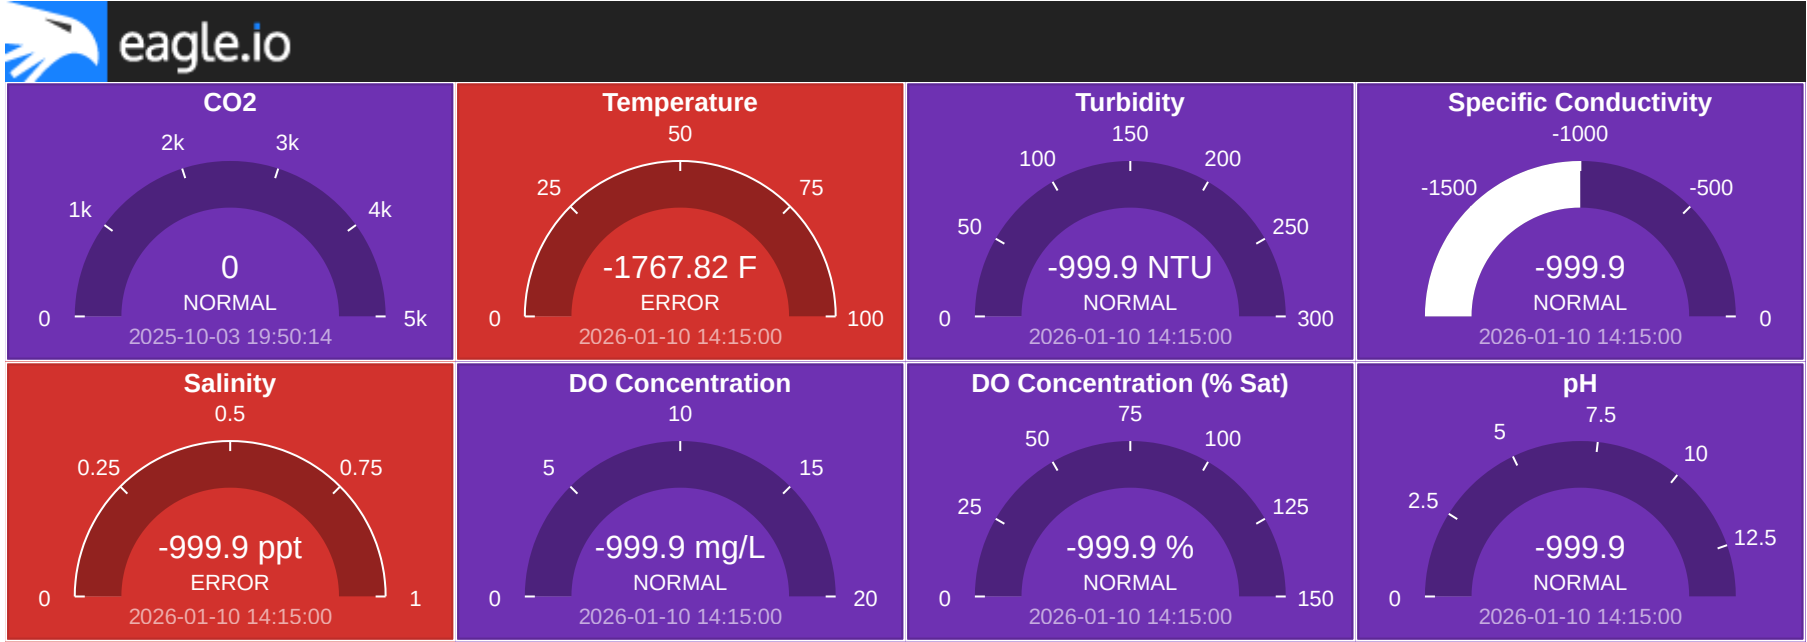 eagle.io
CO2
2k
3k
1k
4k
0
NORMAL
0
5k
2025-10-03 19:50:14
Temperature
50
25
75
-1767.82 F
ERROR
0
100
2026-01-10 14:15:00
Turbidity
150
100
200
50
250
-999.9 NTU
NORMAL
0
300
2026-01-10 14:15:00
Specific Conductivity
-1000
-1500
-500
-999.9
NORMAL
0
2026-01-10 14:15:00
Salinity
0.5
0.25
0.75
-999.9 ppt
ERROR
0
1
2026-01-10 14:15:00
DO Concentration
10
5
15
-999.9 mg/L
NORMAL
0
20
2026-01-10 14:15:00
DO Concentration (% Sat)
75
50
100
25
125
-999.9 %
NORMAL
0
150
2026-01-10 14:15:00
pH
7.5
5
10
2.5
12.5
-999.9
NORMAL
0
2026-01-10 14:15:00